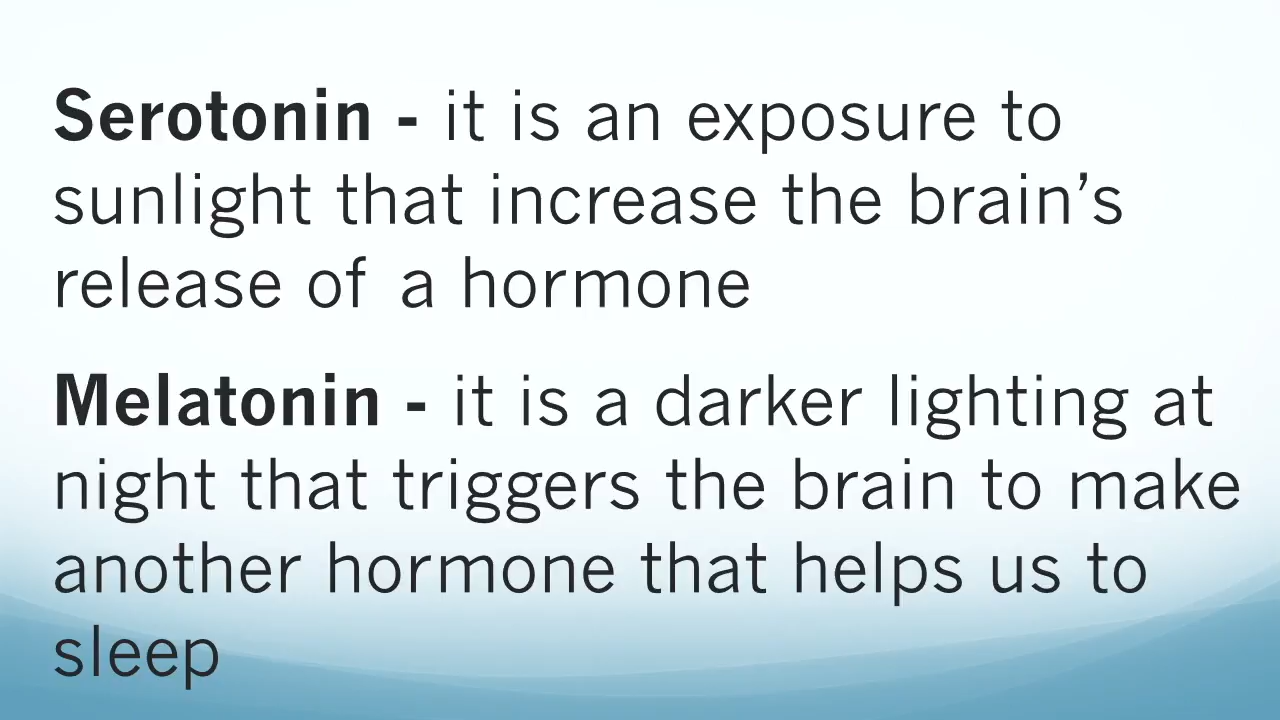 Serotonin - it is an exposure to
sunlight that increase the brain’s
release of a hormone
Melatonin - it is a darker lighting at
night that triggers the brain to make
another hormone that helps us to
sleep